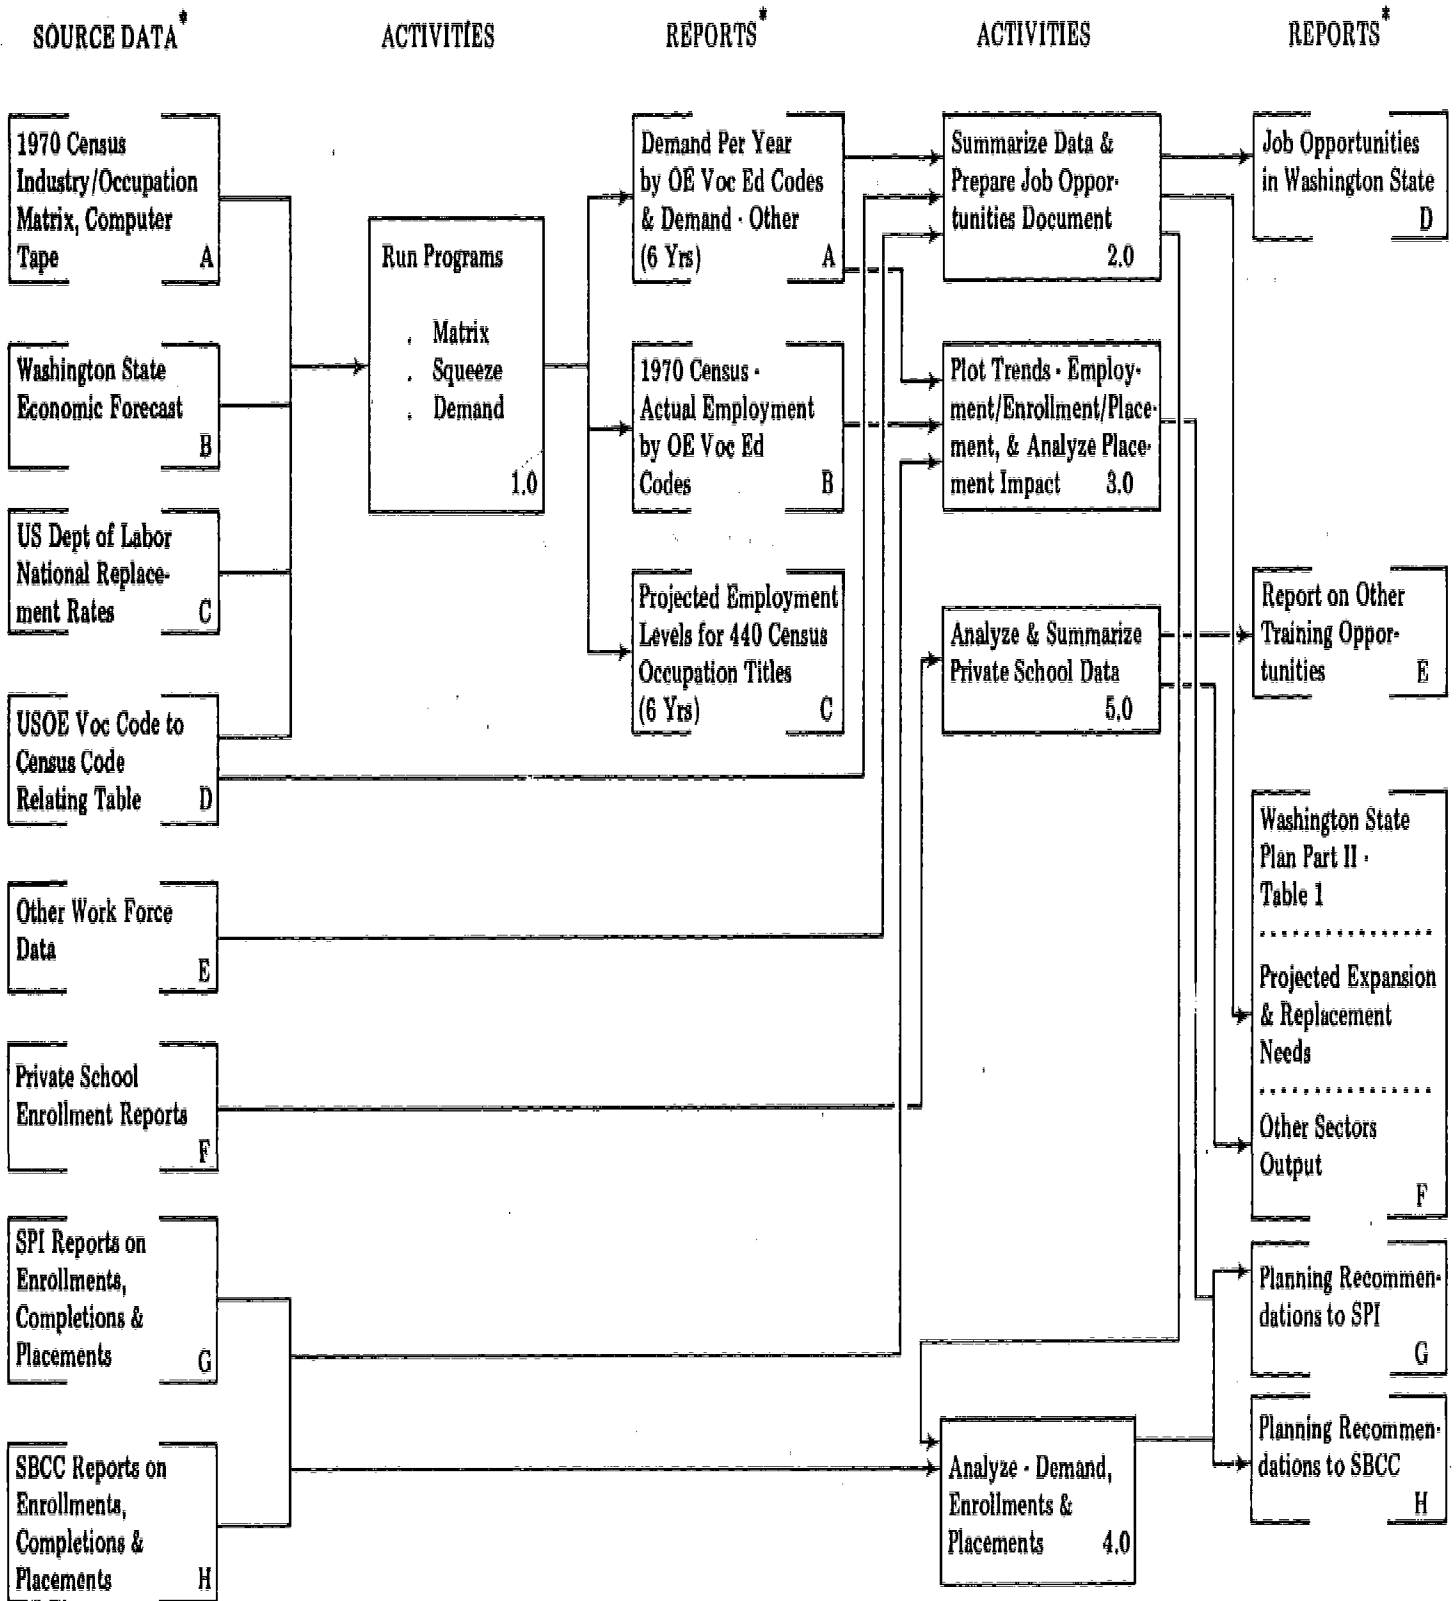 SOURCE DATA*
ACTIVITIES
REPORTS*
ACTIVITIES
REPORTS*
1970 Census
Industry/Occupation
Matrix, Computer
Tape A
Washington State
Economic Forecast
B
US Dept of Labor
National Replace-
ment Rates C
USOE Voc Code to
Census Code
Relating Table D
Other Work Force
Data
E
Private School
Enrollment Reports
F
SPI Reports on
Enrollments,
Completions &
Placements G
SBCC Reports on
Enrollments,
Completions &
Placements H
Run Programs
. Matrix
. Squeeze
. Demand
1.0
Demand Per Year
by OE Voc Ed Codes
& Demand - Other
(6 Yrs) A
1970 Census -
Actual Employment
by OE Voc Ed
Codes B
Projected Employment
Levels for 440 Census
Occupation Titles
(6 Yrs) C
Summarize Data &
Prepare Job Oppor-
tunities Document
2.0
Plot Trends - Employ-
ment/Enrollment/Place-
ment, & Analyze Place-
ment Impact 3.0
Analyze & Summarize
Private School Data
5.0
Analyze - Demand,
Enrollments &
Placements 4.0
Job Opportunities
in Washington State
D
Report on Other
Training Oppor-
tunities E
Washington State
Plan Part II -
Table 1
Projected Expansion
& Replacement
Needs
Other Sectors
Output
F
Planning Recommen-
dations to SPI
G
Planning Recommen-
dations to SBCC
H